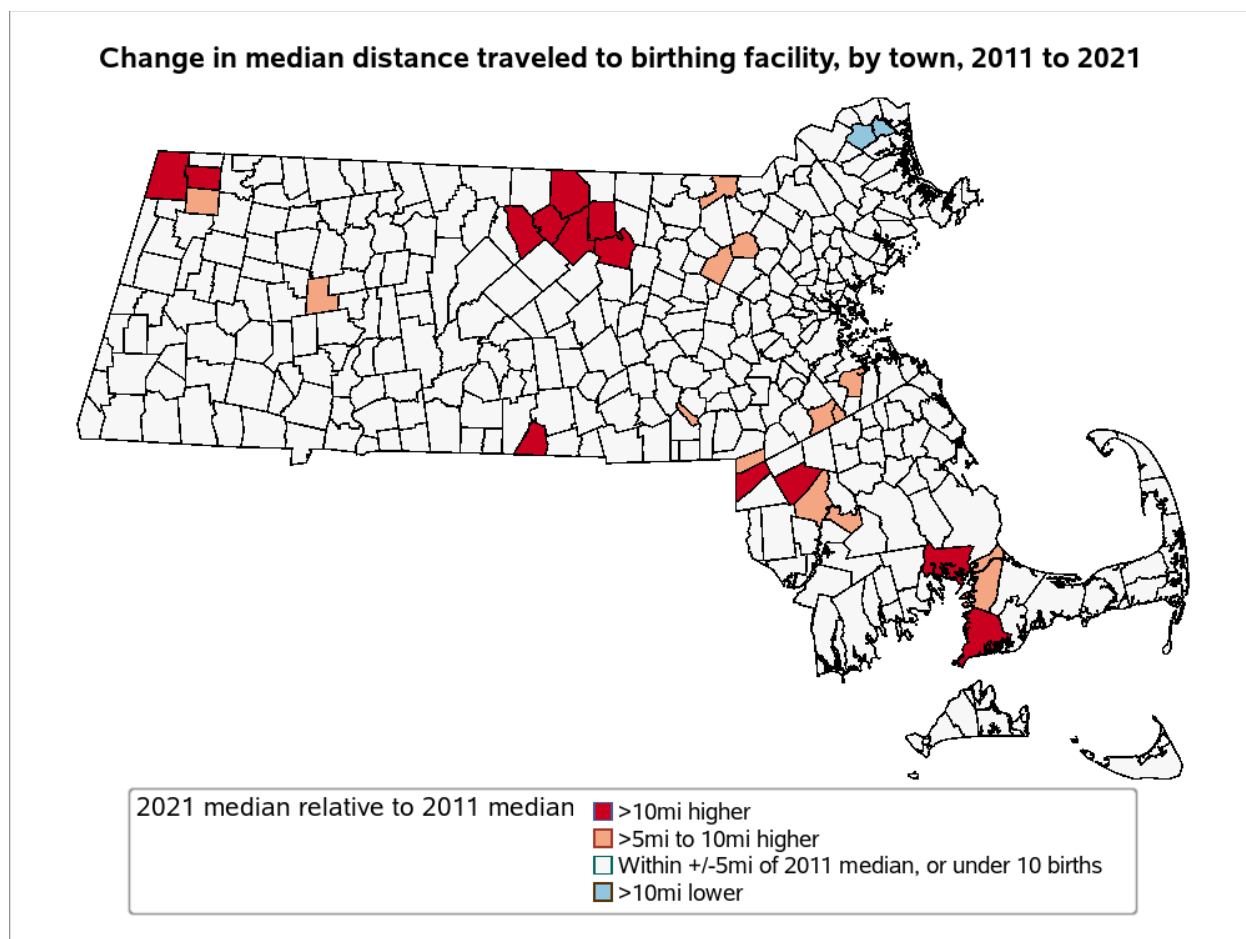 Change in median distance traveled to birthing facility, by town, 2011 to 2021
2021 median relative to 2011 median
>10mi higher
>5mi to 10mi higher
Within +/-5mi of 2011 median, or under 10 births
>10mi lower